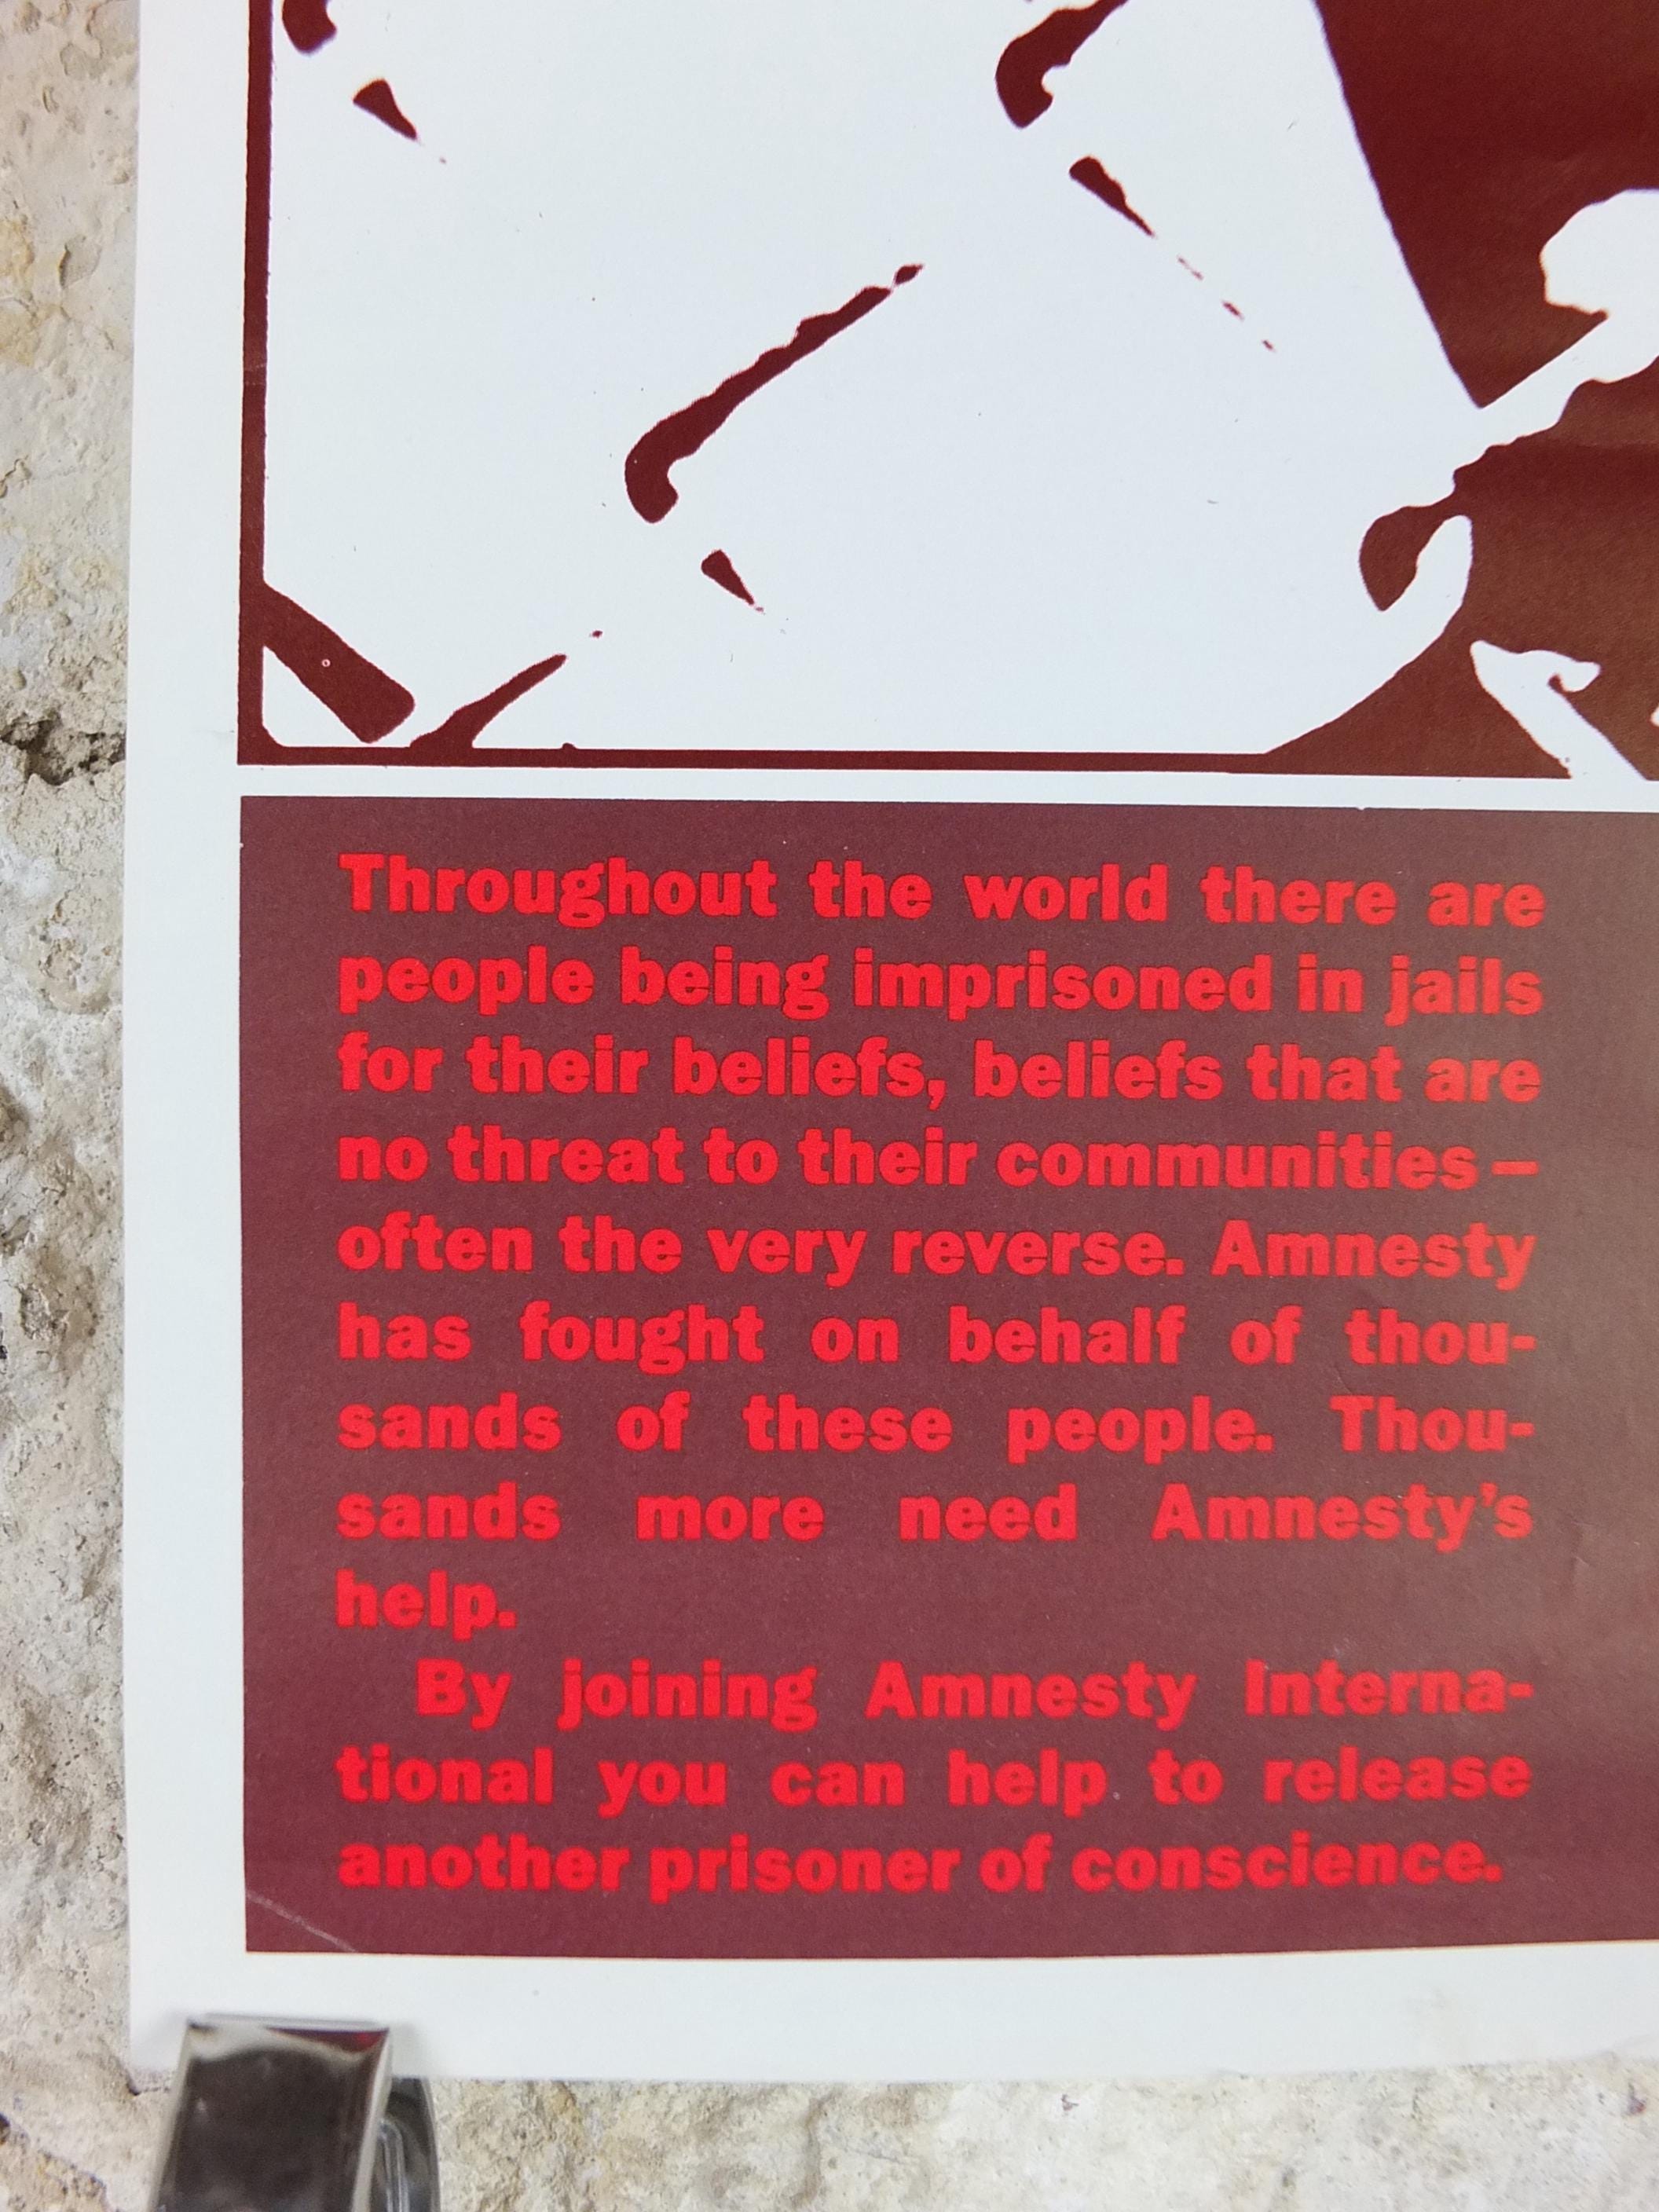 Throughout the world there are
people being imprisoned in jails
for their beliefs, beliefs that are
no threat to their communities –
often the very reverse. Amnesty
has fought on behalf of thou-
sands of these people. Thou-
sands more need Amnesty's
help.
By joining Amnesty Interna-
tional you can help to release
another prisoner of conscience.